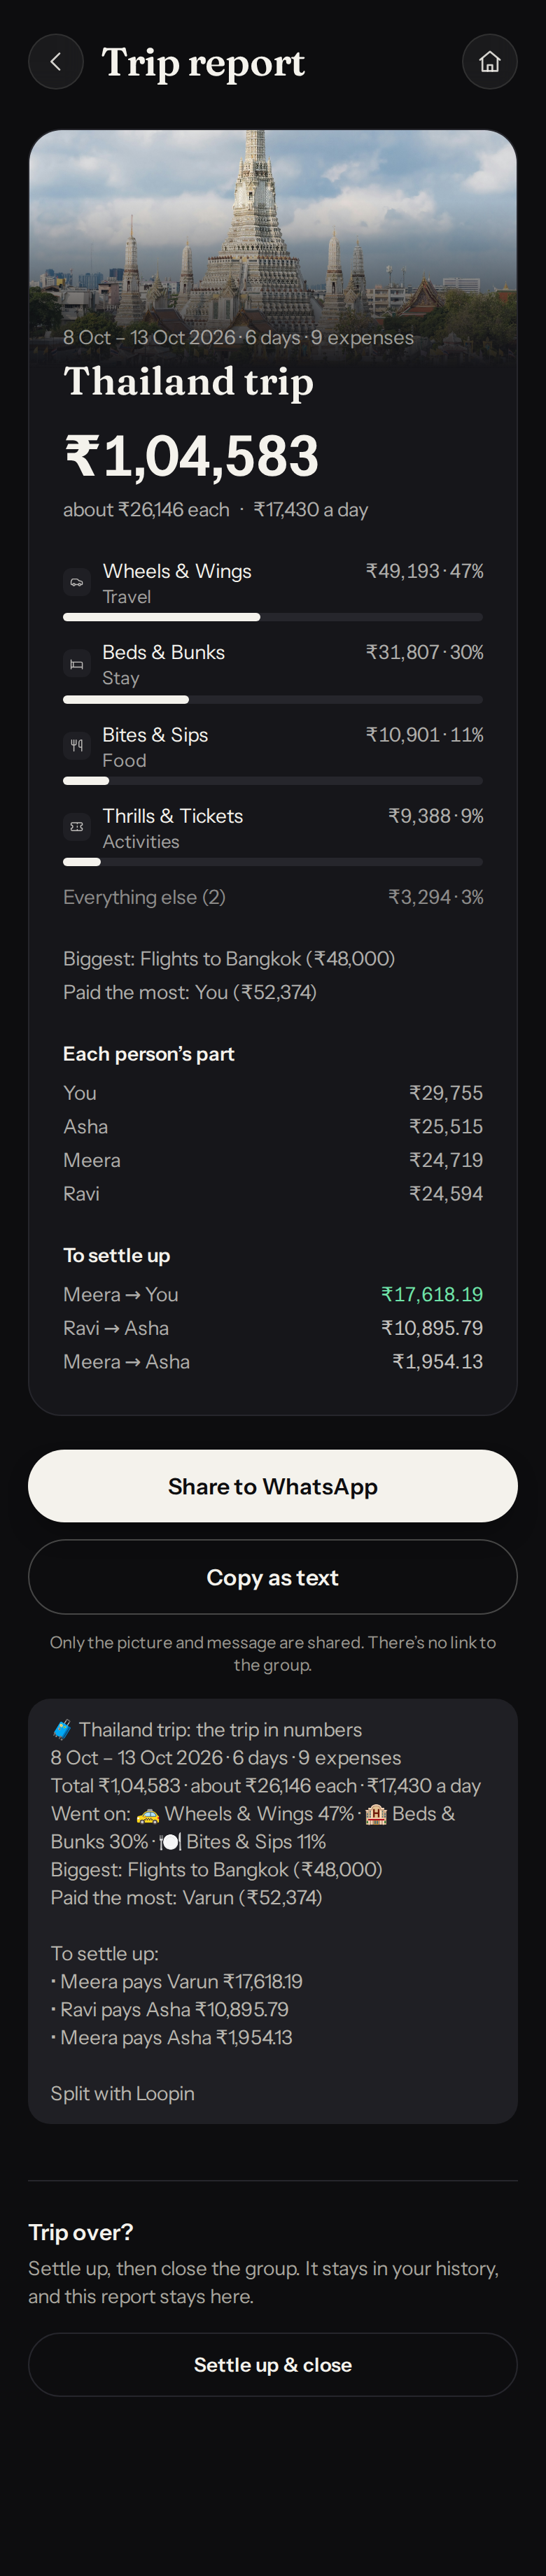 Trip report
8 Oct – 13 Oct 2026 · 6 days · 9 expenses
Thailand trip
₹1,04,583
about ₹26,146 each · ₹17,430 a day
Wheels & Wings ₹49,193 · 47%
Travel
Beds & Bunks ₹31,807 · 30%
Stay
Bites & Sips ₹10,901 · 11%
Food
Thrills & Tickets ₹9,388 · 9%
Activities
Everything else (2) ₹3,294 · 3%
Biggest: Flights to Bangkok (₹48,000)
Paid the most: You (₹52,374)
Each person’s part
You ₹29,755
Asha ₹25,515
Meera ₹24,719
Ravi ₹24,594
To settle up
Meera → You ₹17,618.19
Ravi → Asha ₹10,895.79
Meera → Asha ₹1,954.13
Share to WhatsApp
Copy as text
Only the picture and message are shared. There’s no link to
the group.
🧳 Thailand trip: the trip in numbers
8 Oct – 13 Oct 2026 · 6 days · 9 expenses
Total ₹1,04,583 · about ₹26,146 each · ₹17,430 a day
Went on: 🚕 Wheels & Wings 47% · 🏨 Beds &
Bunks 30% · 🍽️ Bites & Sips 11%
Biggest: Flights to Bangkok (₹48,000)
Paid the most: Varun (₹52,374)
To settle up:
• Meera pays Varun ₹17,618.19
• Ravi pays Asha ₹10,895.79
• Meera pays Asha ₹1,954.13
Split with Loopin
Trip over?
Settle up, then close the group. It stays in your history,
and this report stays here.
Settle up & close